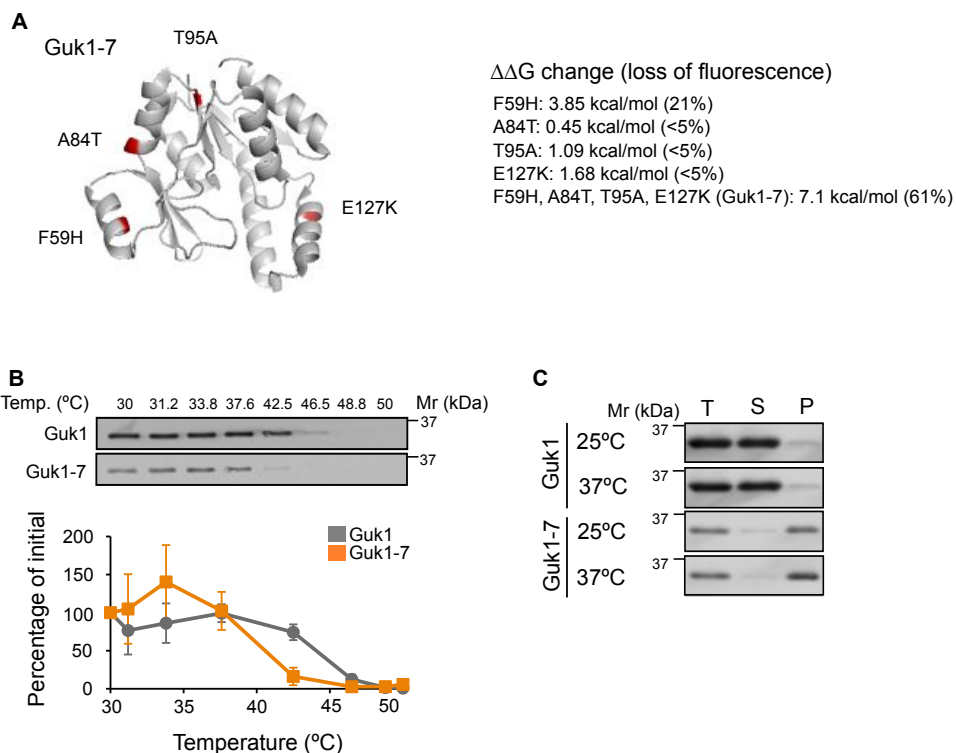 A
Guk1-7
T95A
A84T
F59H
E127K
ΔΔG change (loss of fluorescence)
F59H: 3.85 kcal/mol (21%)
A84T: 0.45 kcal/mol (<5%)
T95A: 1.09 kcal/mol (<5%)
E127K: 1.68 kcal/mol (<5%)
F59H, A84T, T95A, E127K (Guk1-7): 7.1 kcal/mol (61%)
B
Temp. (ºC) 30 31.2 33.8 37.6 42.5 46.5 48.8 50 Mr (kDa)
Guk1 37
Guk1-7 37
Guk1
Guk1-7
Percentage of initial
200
150
100
50
0
30 35 40 45 50
Temperature (ºC)
C
Mr (kDa) T S P
Guk1
25ºC 37
37ºC 37
Guk1-7
25ºC 37
37ºC 37